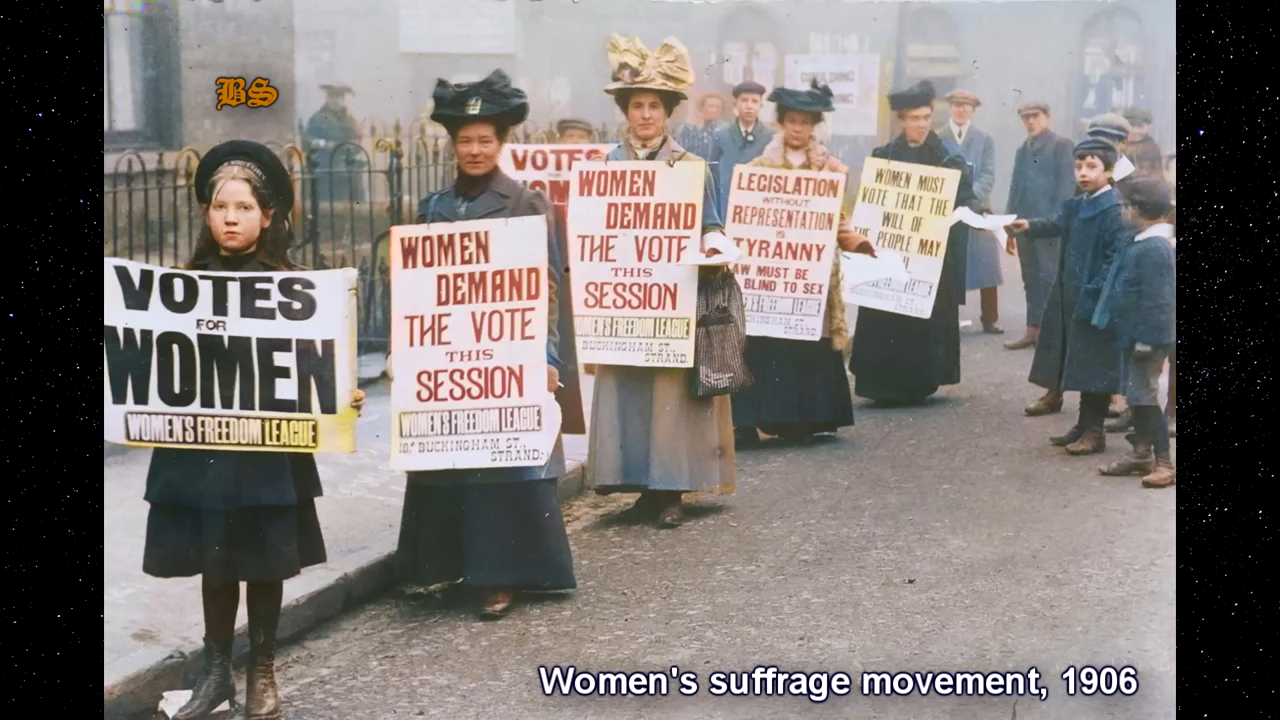 BS
VOTES
FOR
WOMEN
WOMEN'S FREEDOM LEAGUE
WOMEN
DEMAND
THE VOTE
THIS
SESSION
WOMEN'S FREEDOM LEAGUE
BUCKINGHAM ST.,
STRAND.
VOTES
WOMEN
DEMAND
THE VOTE
THIS
SESSION
WOMEN'S FREEDOM LEAGUE
BUCKINGHAM ST.,
STRAND.
LEGISLATION
WITHOUT
REPRESENTATION
IS
TYRANNY
LAW MUST BE
BLIND TO SEX
FREEDOM LEAGUE
STRAND.
WOMEN MUST
VOTE THAT THE
WILL OF
THE PEOPLE MAY
Women's suffrage movement, 1906